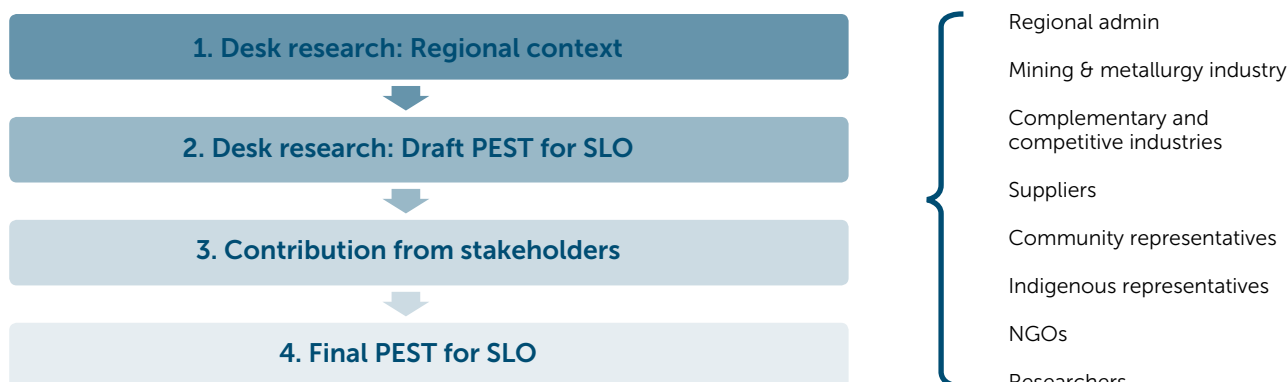 1. Desk research: Regional context
2. Desk research: Draft PEST for SLO
3. Contribution from stakeholders
4. Final PEST for SLO
Regional admin
Mining & metallurgy industry
Complementary and
competitive industries
Suppliers
Community representatives
Indigenous representatives
NGOs
Researchers